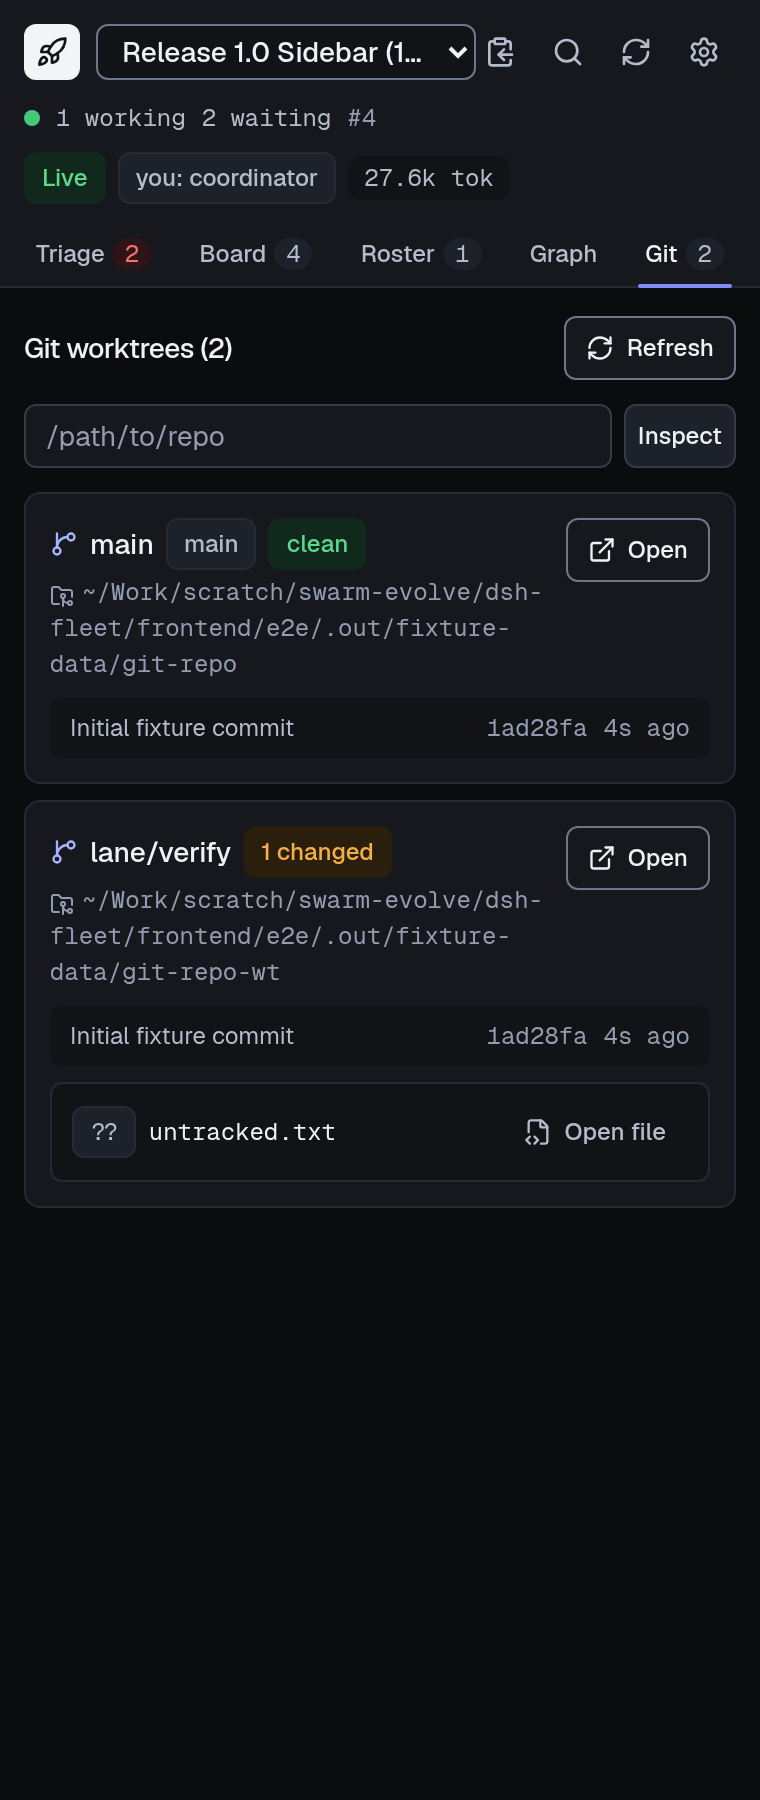 Release 1.0 Sidebar (1...
1 working 2 waiting #4
Live you: coordinator 27.6k tok
Triage 2 Board 4 Roster 1 Graph Git 2
Git worktrees (2) Refresh
/path/to/repo Inspect
main main clean Open
~/Work/scratch/swarm-evolve/dsh-
fleet/frontend/e2e/.out/fixture-
data/git-repo
Initial fixture commit 1ad28fa 4s ago
lane/verify 1 changed Open
~/Work/scratch/swarm-evolve/dsh-
fleet/frontend/e2e/.out/fixture-
data/git-repo-wt
Initial fixture commit 1ad28fa 4s ago
?? untracked.txt Open file